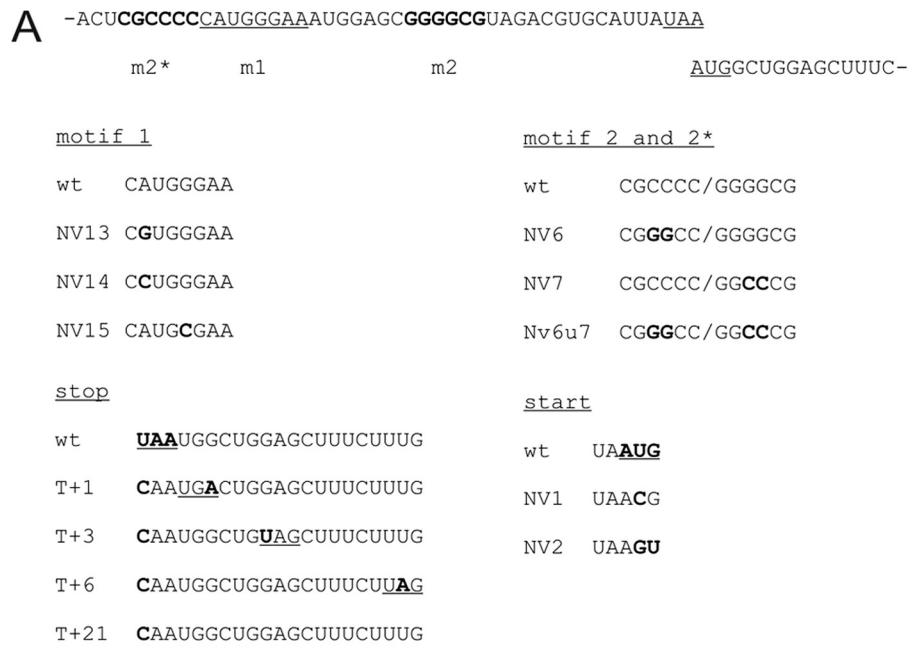 A
-ACUCGCCCCCAUGGGAAAUGGAGCGGGGCGUAGACGUGCAUUAUAA
m2* m1 m2 AUGGCUGGAGCUUUC-
motif 1
wt CAUGGGAA
NV13 CGUGGGAA
NV14 CCUGGGAA
NV15 CAUGCGAA
motif 2 and 2*
wt CGCCCC/GGGGCG
NV6 CGGGCC/GGGGCG
NV7 CGCCCC/GGCCCG
Nv6u7 CGGGCC/GGCCCG
stop
wt UAAUGGCUGGAGCUUUCUUUG
T+1 CAAUGACUGGAGCUUUCUUUG
T+3 CAAUGGCUGUAGCUUUCUUUG
T+6 CAAUGGCUGGAGCUUUCUUAG
T+21 CAAUGGCUGGAGCUUUCUUUG
start
wt UAAUG
NV1 UAACG
NV2 UAAGU